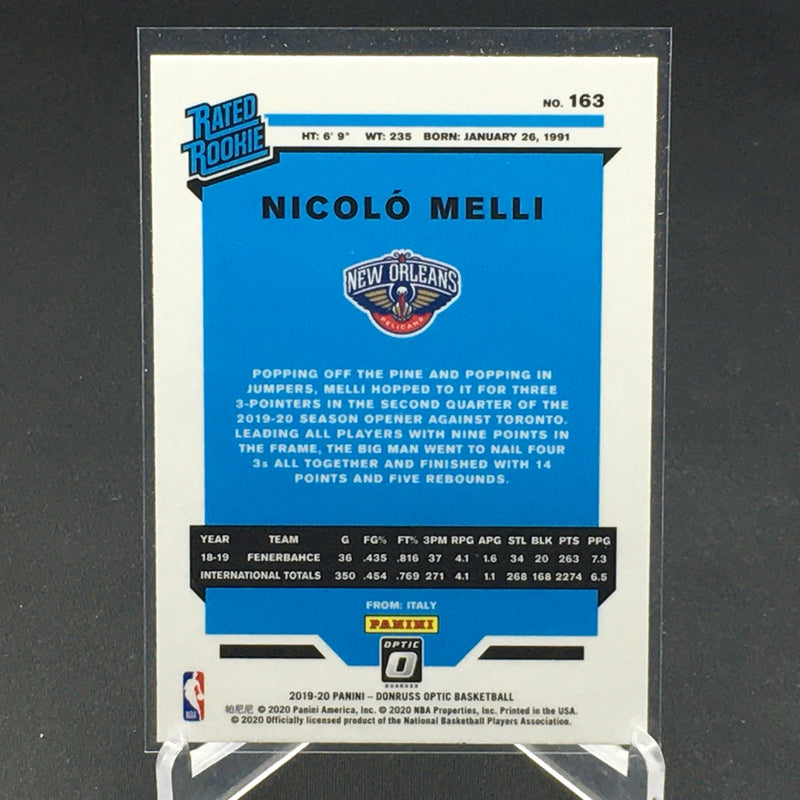 NO. 163
RATED
ROOKIE
HT: 6' 9" WT: 235 BORN: JANUARY 26, 1991
NICOLÓ MELLI
NEW ORLEANS
PELICANS
POPPING OFF THE PINE AND POPPING IN
JUMPERS, MELLI HOPPED TO IT FOR THREE
3-POINTERS IN THE SECOND QUARTER OF THE
2019-20 SEASON OPENER AGAINST TORONTO.
LEADING ALL PLAYERS WITH NINE POINTS IN
THE FRAME, THE BIG MAN WENT TO NAIL FOUR
3s ALL TOGETHER AND FINISHED WITH 14
POINTS AND FIVE REBOUNDS.
YEAR TEAM G FG% FT% 3PM RPG APG STL BLK PTS PPG
18-19 FENERBAHCE 36 .435 .816 37 4.1 1.6 34 20 263 7.3
INTERNATIONAL TOTALS 350 .454 .769 271 4.1 1.1 268 168 2274 6.5
FROM: ITALY
PANINI
OPTIC
O
DONRUSS
2019-20 PANINI – DONRUSS OPTIC BASKETBALL
帕尼尼 © 2020 Panini America, Inc. © 2020 NBA Properties, Inc. Printed in the USA.
© 2020 Officially licensed product of the National Basketball Players Association.